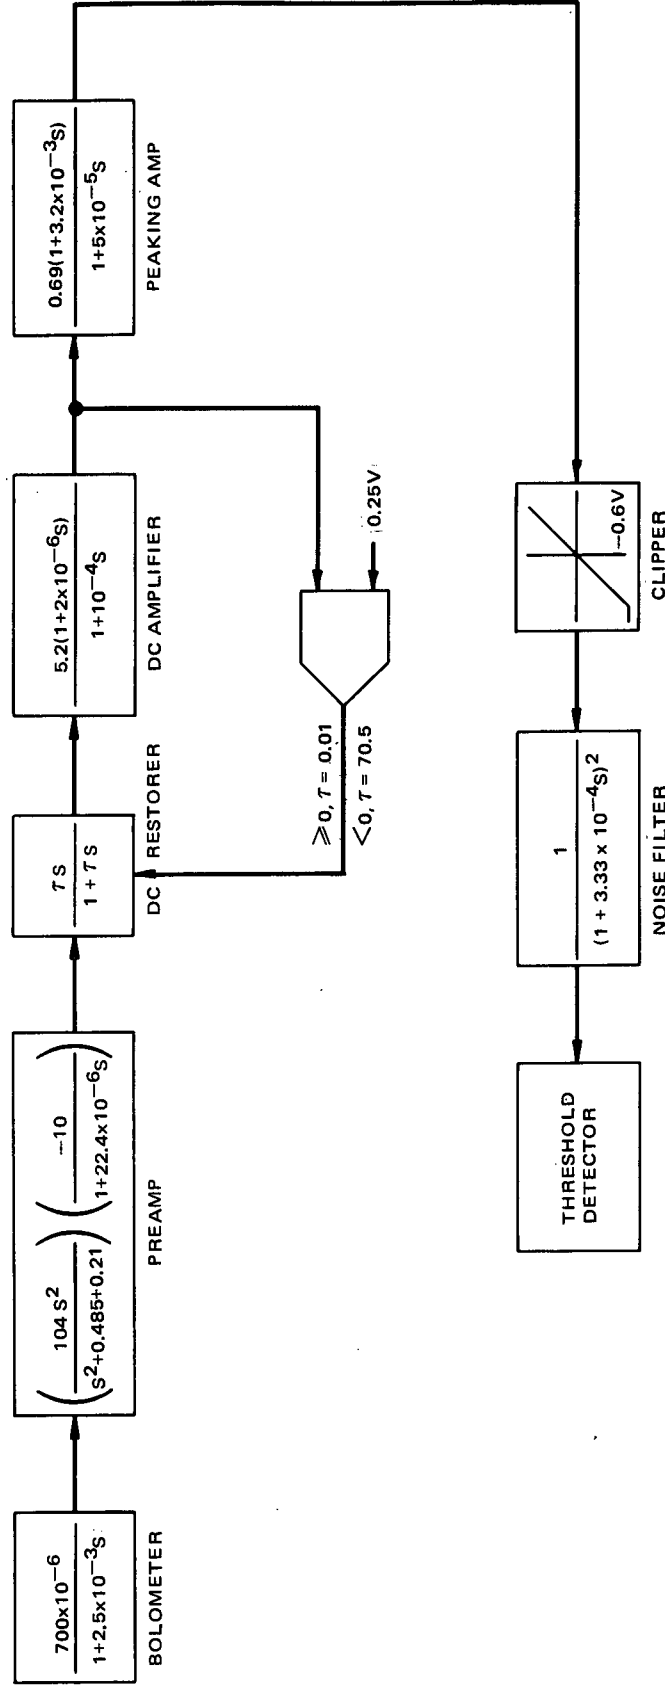 700x10⁻⁶
1+2.5x10⁻³S
BOLOMETER
104 S²
S²+0.485+0.21
−10
1+22.4x10⁻⁶S
PREAMP
τ S
1 + τ S
DC RESTORER
5.2(1+2x10⁻⁶S)
1+10⁻⁴S
DC AMPLIFIER
0.69(1+3.2x10⁻³S)
1+5x10⁻⁵S
PEAKING AMP
⩾0, τ = 0.01
<0, τ = 70.5
0.25V
−0.6V
CLIPPER
1
(1 + 3.33 x 10⁻⁴S)²
NOISE FILTER
THRESHOLD
DETECTOR